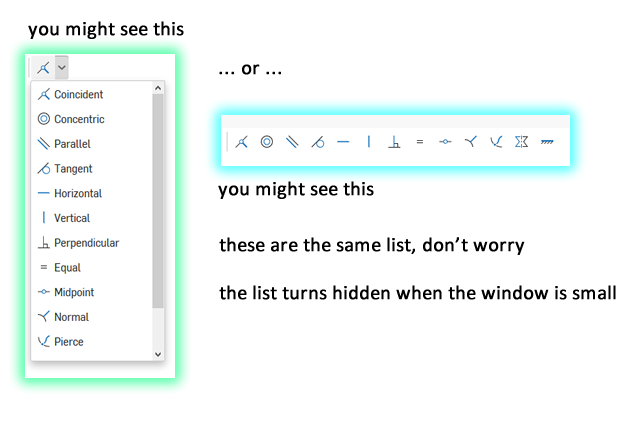 you might see this
... or ...
Coincident
Concentric
Parallel
Tangent
Horizontal
Vertical
Perpendicular
Equal
Midpoint
Normal
Pierce
you might see this
these are the same list, don’t worry
the list turns hidden when the window is small